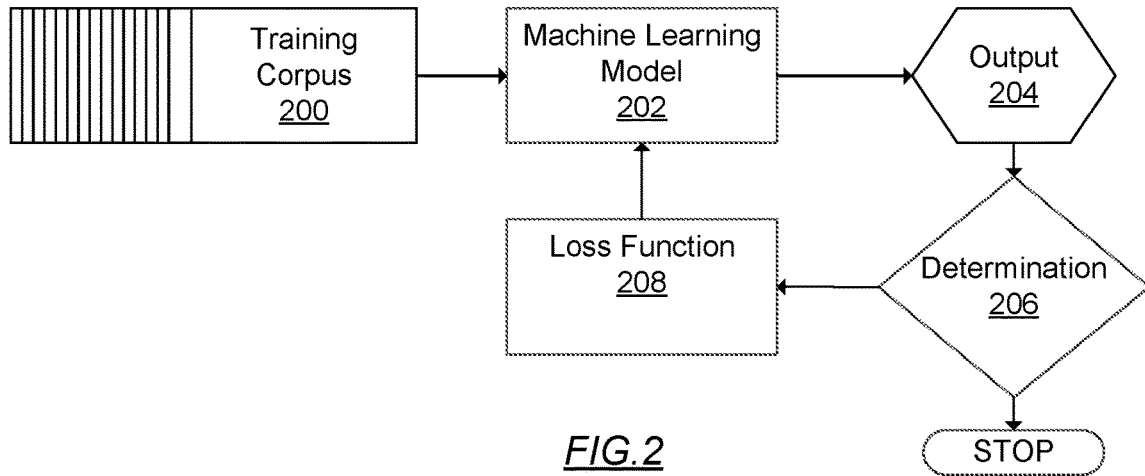 Training
Corpus
200
Machine Learning
Model
202
Output
204
Loss Function
208
Determination
206
STOP
FIG.2